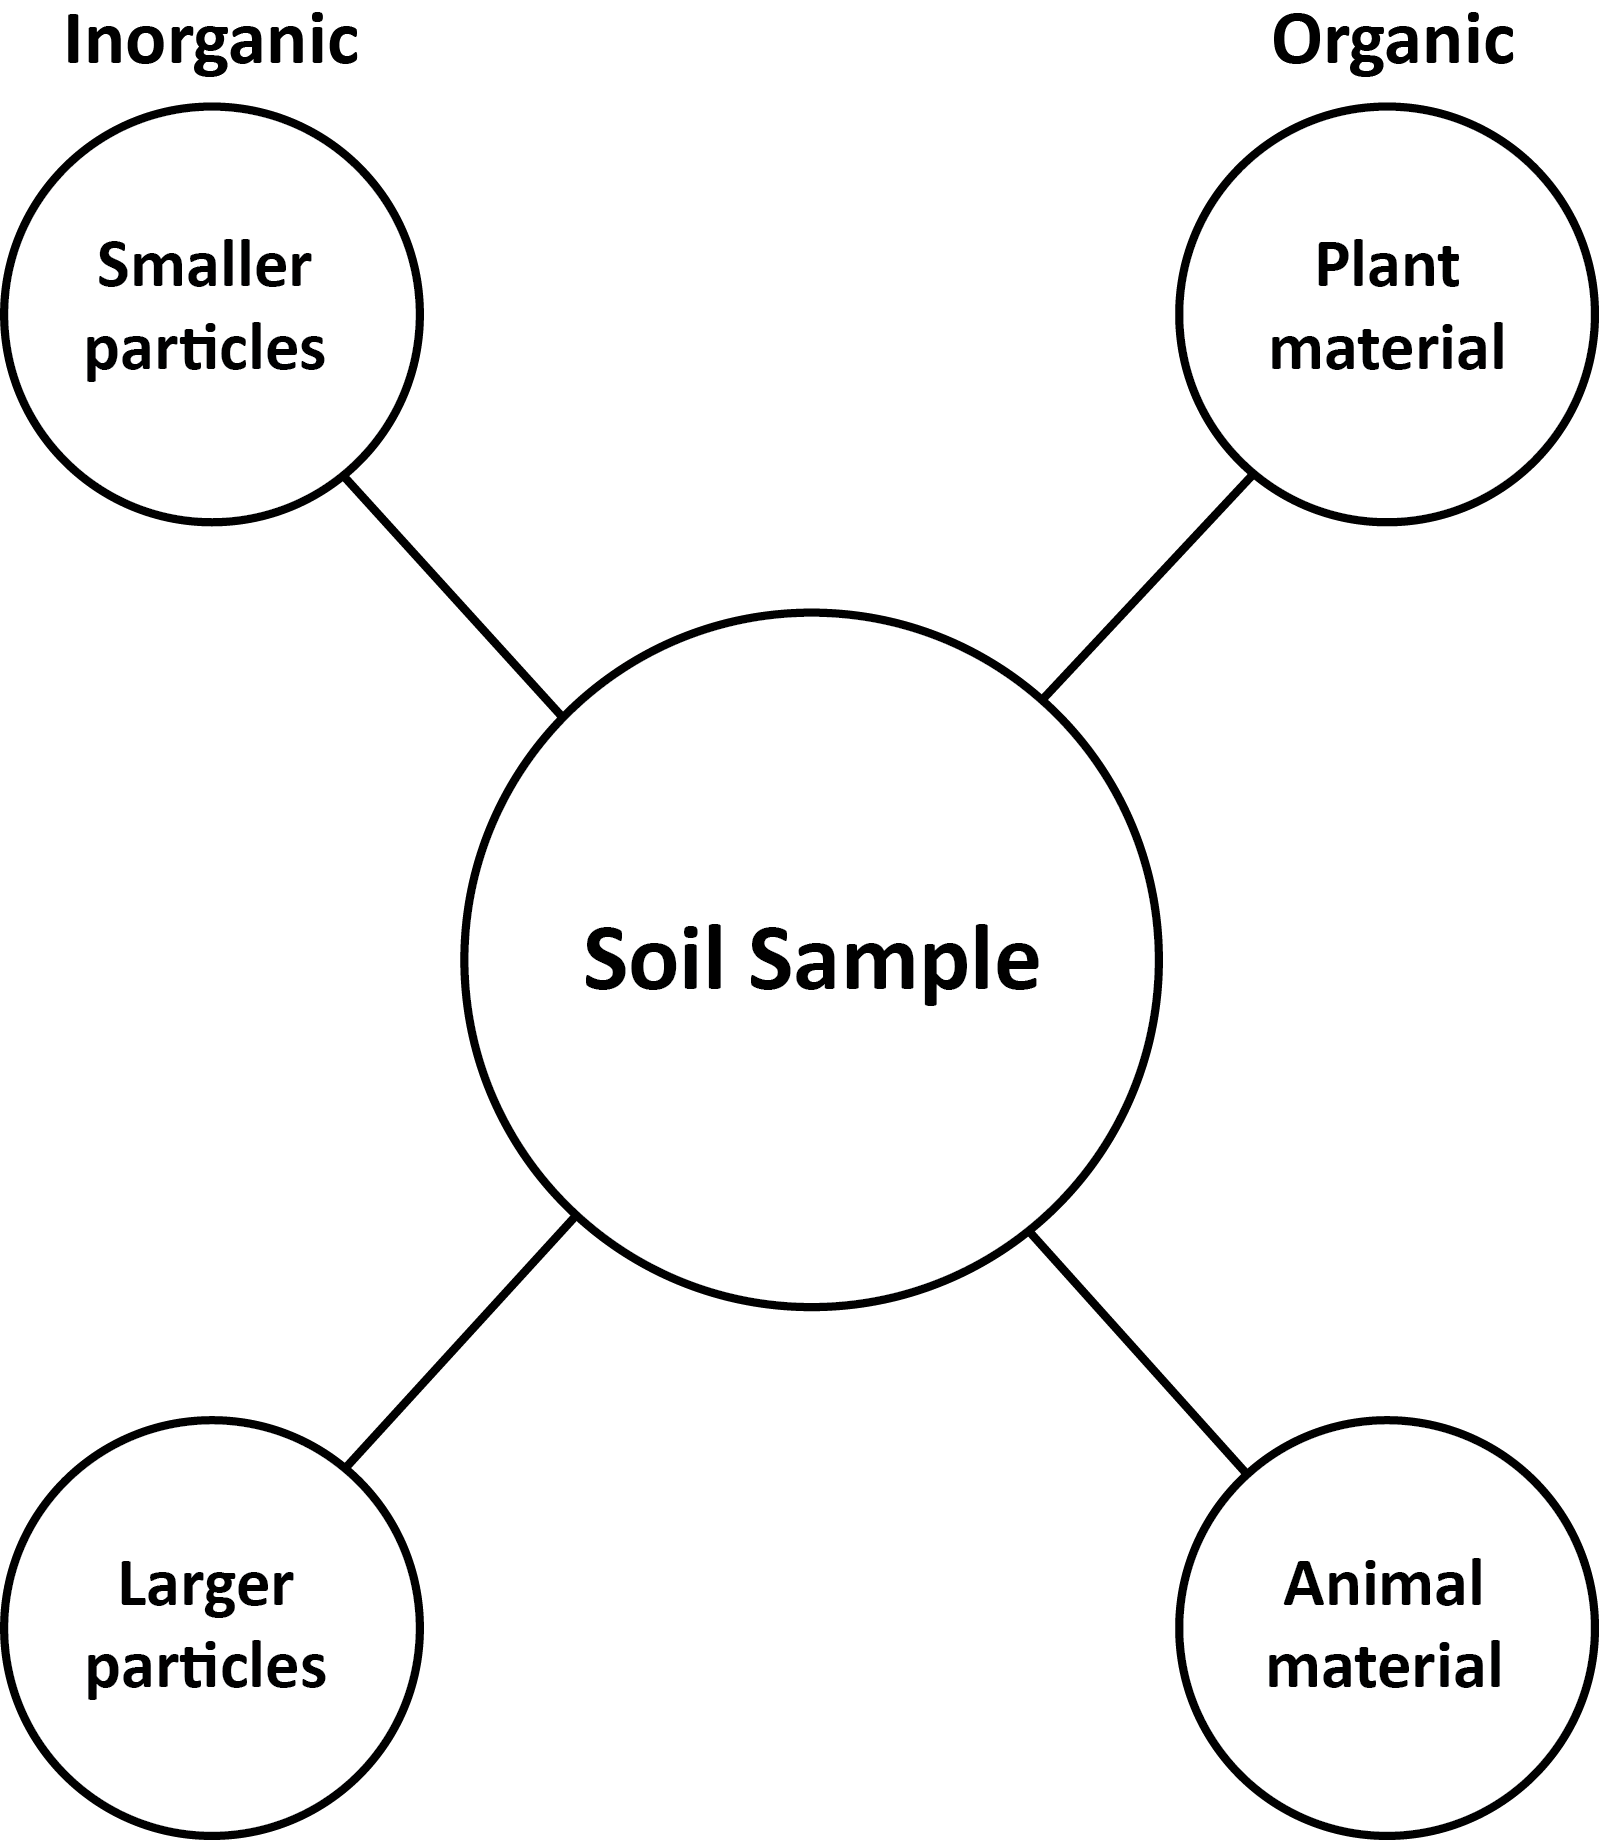 Inorganic
Organic
Smaller
particles
Plant
material
Soil Sample
Larger
particles
Animal
material